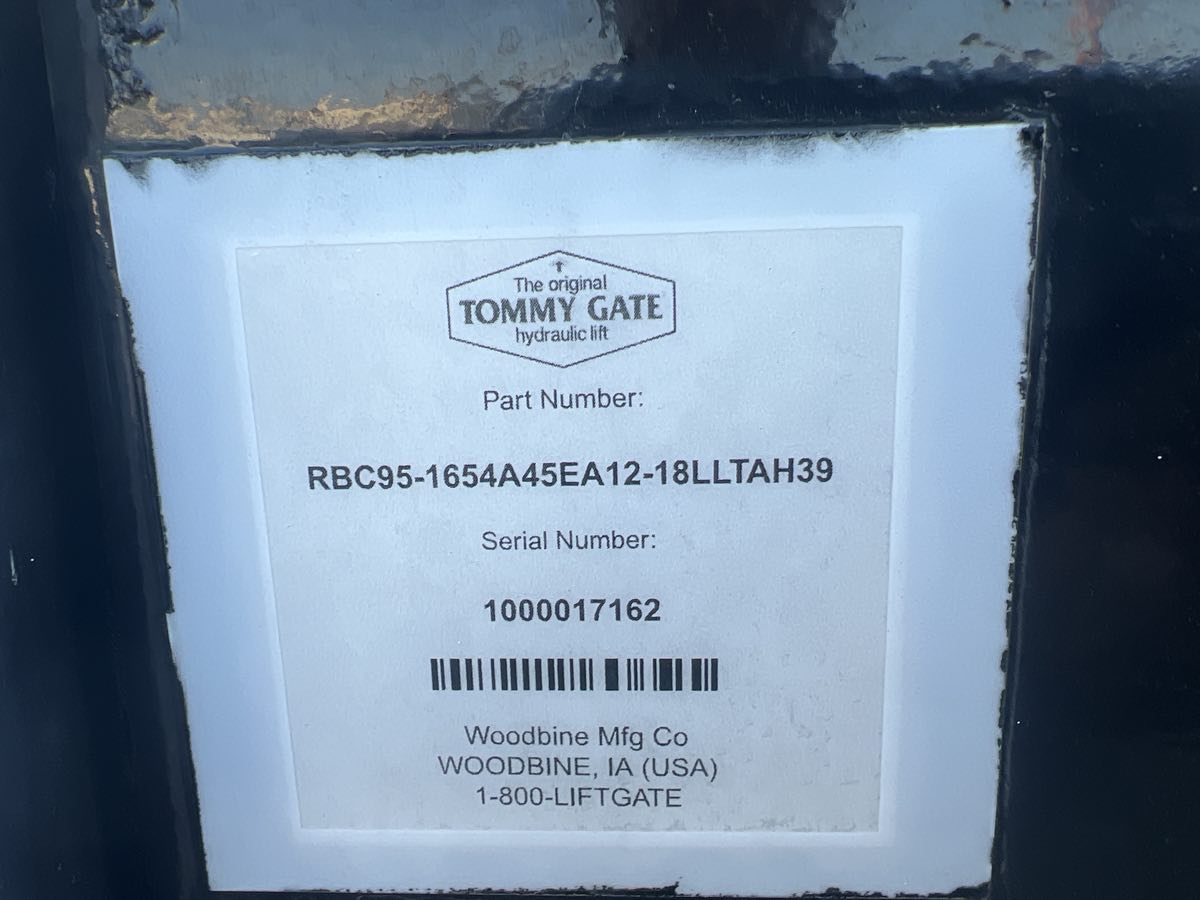 The original
TOMMY GATE
hydraulic lift
Part Number:
RBC95-1654A45EA12-18LLTAH39
Serial Number:
1000017162
Woodbine Mfg Co
WOODBINE, IA (USA)
1-800-LIFTGATE